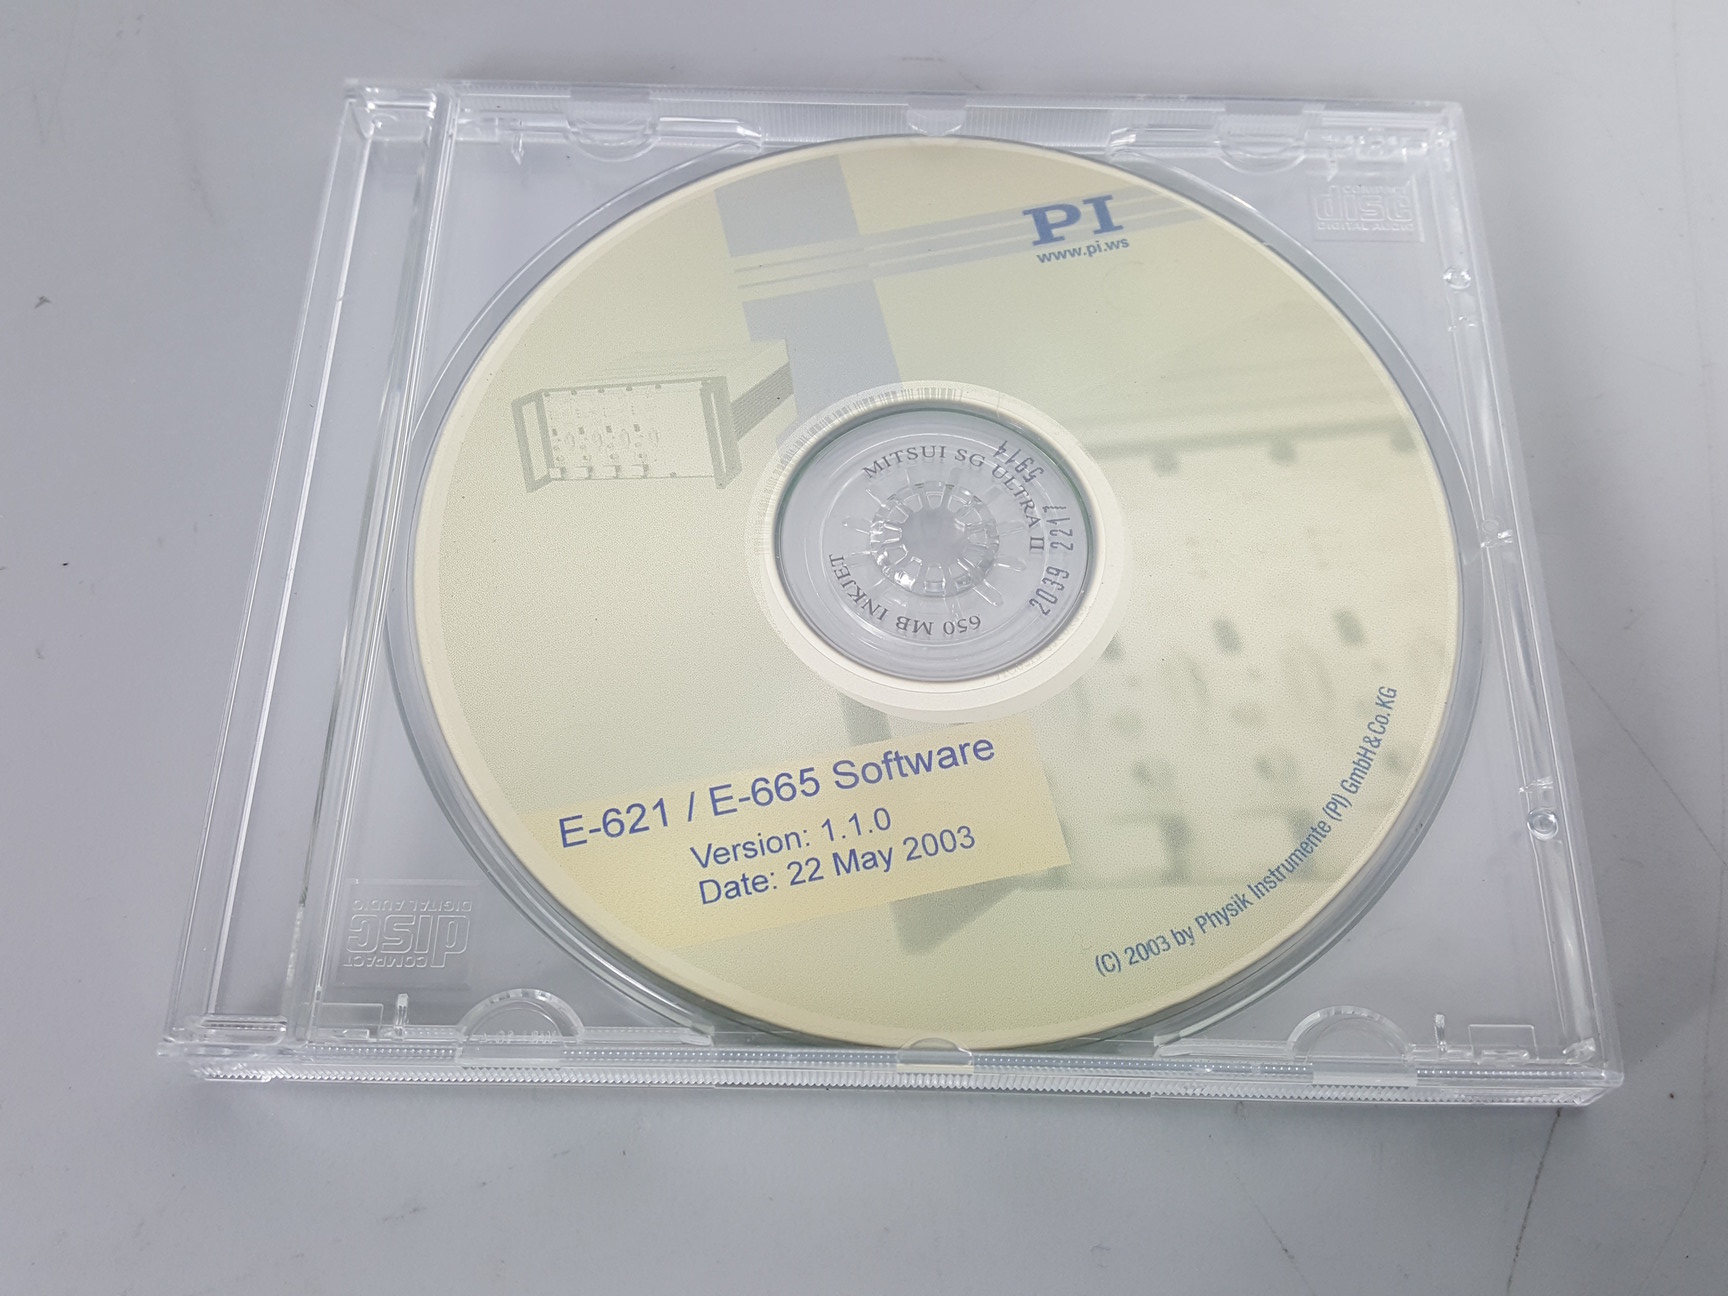 PI
www.pi.ws
COMPACT
disc
DIGITAL AUDIO
MITSUI SG ULTRA II
650 MB INKJET
2039 221 5914
E-621 / E-665 Software
Version: 1.1.0
Date: 22 May 2003
(C) 2003 by Physik Instrumente (PI) GmbH & Co. KG
COMPACT
disc
DIGITAL AUDIO